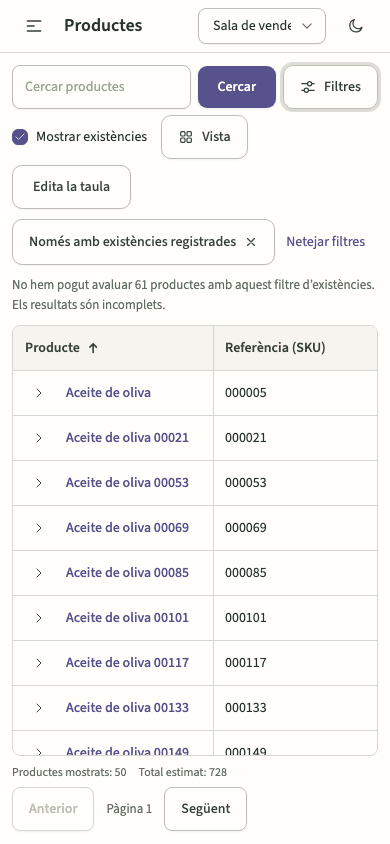 Productes
Sala de vende
Cercar productes
Cercar
Filtres
Mostrar existències
Vista
Edita la taula
Només amb existències registrades
Netejar filtres
No hem pogut avaluar 61 productes amb aquest filtre d'existències.
Els resultats són incomplets.
Producte
Referència (SKU)
Aceite de oliva
000005
Aceite de oliva 00021
000021
Aceite de oliva 00053
000053
Aceite de oliva 00069
000069
Aceite de oliva 00085
000085
Aceite de oliva 00101
000101
Aceite de oliva 00117
000117
Aceite de oliva 00133
000133
Aceite de oliva 00149
000149
Productes mostrats: 50
Total estimat: 728
Anterior
Pàgina 1
Següent